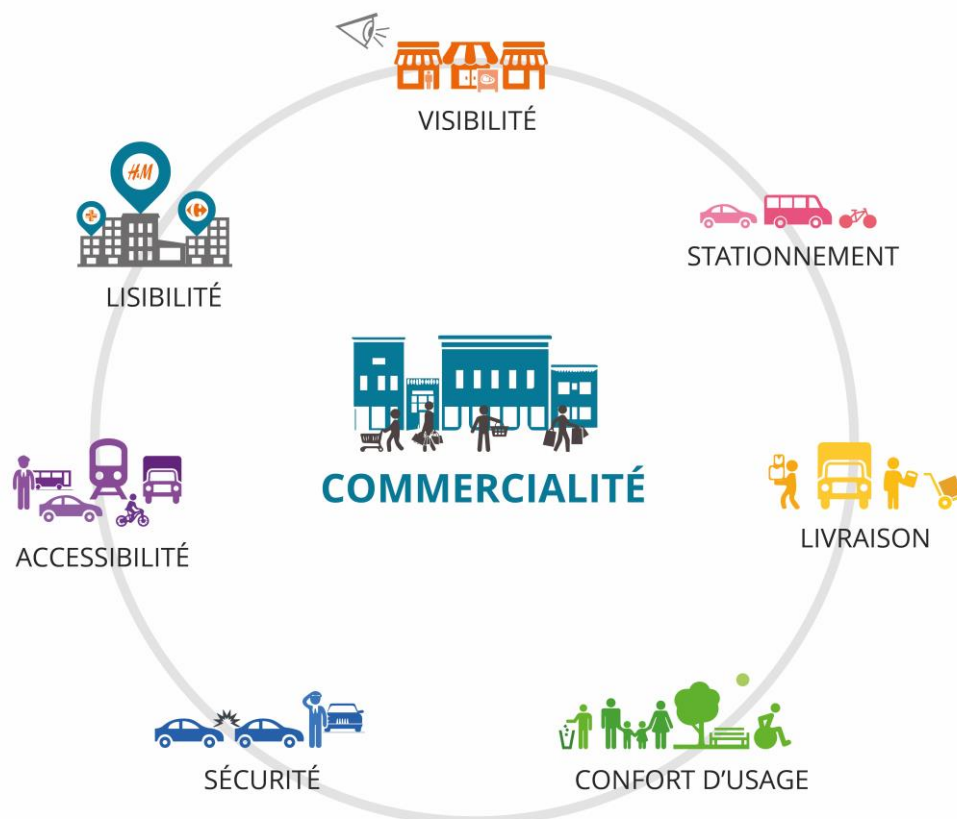 VISIBILITÉ
H&M
LISIBILITÉ
STATIONNEMENT
COMMERCIALITÉ
ACCESSIBILITÉ
LIVRAISON
SÉCURITÉ
CONFORT D'USAGE